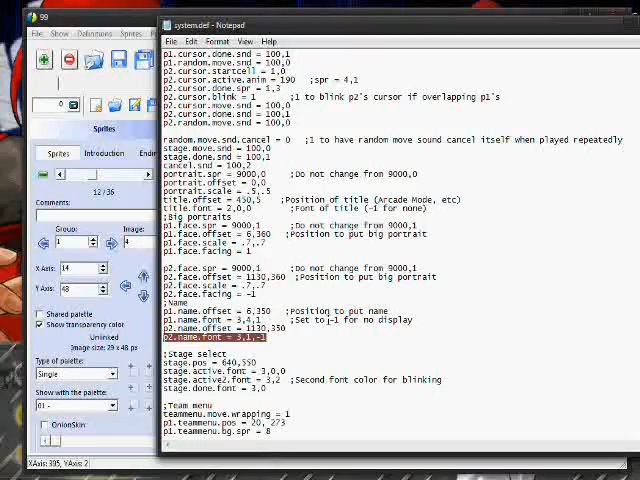 99
File Show Definitions Sprites
0
Sprites
Sprites Introduction
12 / 36
Comments:
Group: Image:
1 4
X Axis: 14
Y Axis: 48
Shared palette
Show transparency color
Unlinked
Image size: 29 x 48 px
Style:
Single
Show with the palette:
01 -
OnionSkin
XAxis: 395, YAxis: 2
system.def - Notepad
File Edit Format View Help
p1.cursor.done.snd = 100,1
p1.random.move.snd = 100,0
p2.cursor.startcell = 1,0
p2.cursor.active.anim = 190 ;spr = 4,1
p2.cursor.done.spr = 1,3
p2.cursor.blink = 1 ;1 to blink p2's cursor if overlapping p1's
p2.cursor.move.snd = 100,0
p2.cursor.done.snd = 100,1
p2.random.move.snd = 100,0
random.move.snd.cancel = 0 ;1 to have random move sound cancel itself when played repeatedly
stage.move.snd = 100,0
stage.done.snd = 100,1
cancel.snd = 100,2
portrait.spr = 9000,0 ;Do not change from 9000,0
portrait.offset = 0,0
portrait.scale = .5,.5
title.offset = 450,5 ;Position of title (Arcade Mode, etc)
title.font = 2,0,0 ;Font of title (-1 for none)
;Big portraits
p1.face.spr = 9000,1 ;Do not change from 9000,1
p1.face.offset = 6,360 ;Position to put big portrait
p1.face.scale = .7,.7
p1.face.facing = 1
p2.face.spr = 9000,1 ;Do not change from 9000,1
p2.face.offset = 1130,360 ;Position to put big portrait
p2.face.scale = .7,.7
p2.face.facing = -1
;Name
p1.name.offset = 6,350 ;Position to put name
p1.name.font = 3,4,1 ;Set to -1 for no display
p2.name.offset = 1130,350
p2.name.font = 3,1,-1
;Stage select
stage.pos = 640,550
stage.active.font = 3,0,0
stage.active2.font = 3,2 ;Second font color for blinking
stage.done.font = 3,0
;Team menu
teammenu.move.wrapping = 1
p1.teammenu.pos = 20, 273
p1.teammenu.bg.spr = 8